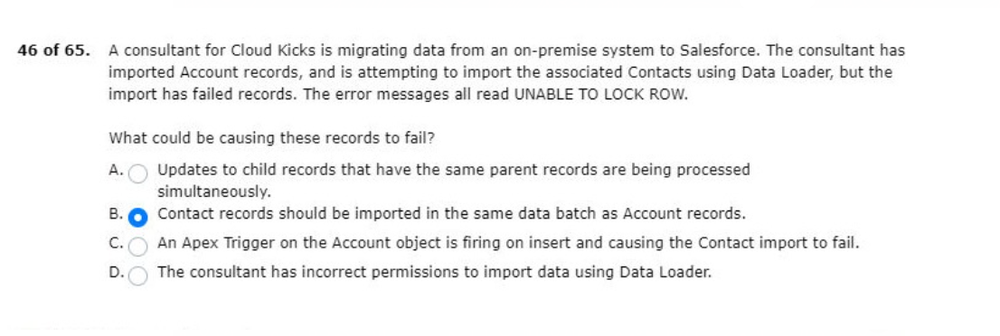 46 of 65. A consultant for Cloud Kicks is migrating data from an on-premise system to Salesforce. The consultant has
imported Account records, and is attempting to import the associated Contacts using Data Loader, but the
import has failed records. The error messages all read UNABLE TO LOCK ROW.
What could be causing these records to fail?
A. Updates to child records that have the same parent records are being processed
simultaneously.
B. Contact records should be imported in the same data batch as Account records.
C. An Apex Trigger on the Account object is firing on insert and causing the Contact import to fail.
D. The consultant has incorrect permissions to import data using Data Loader.